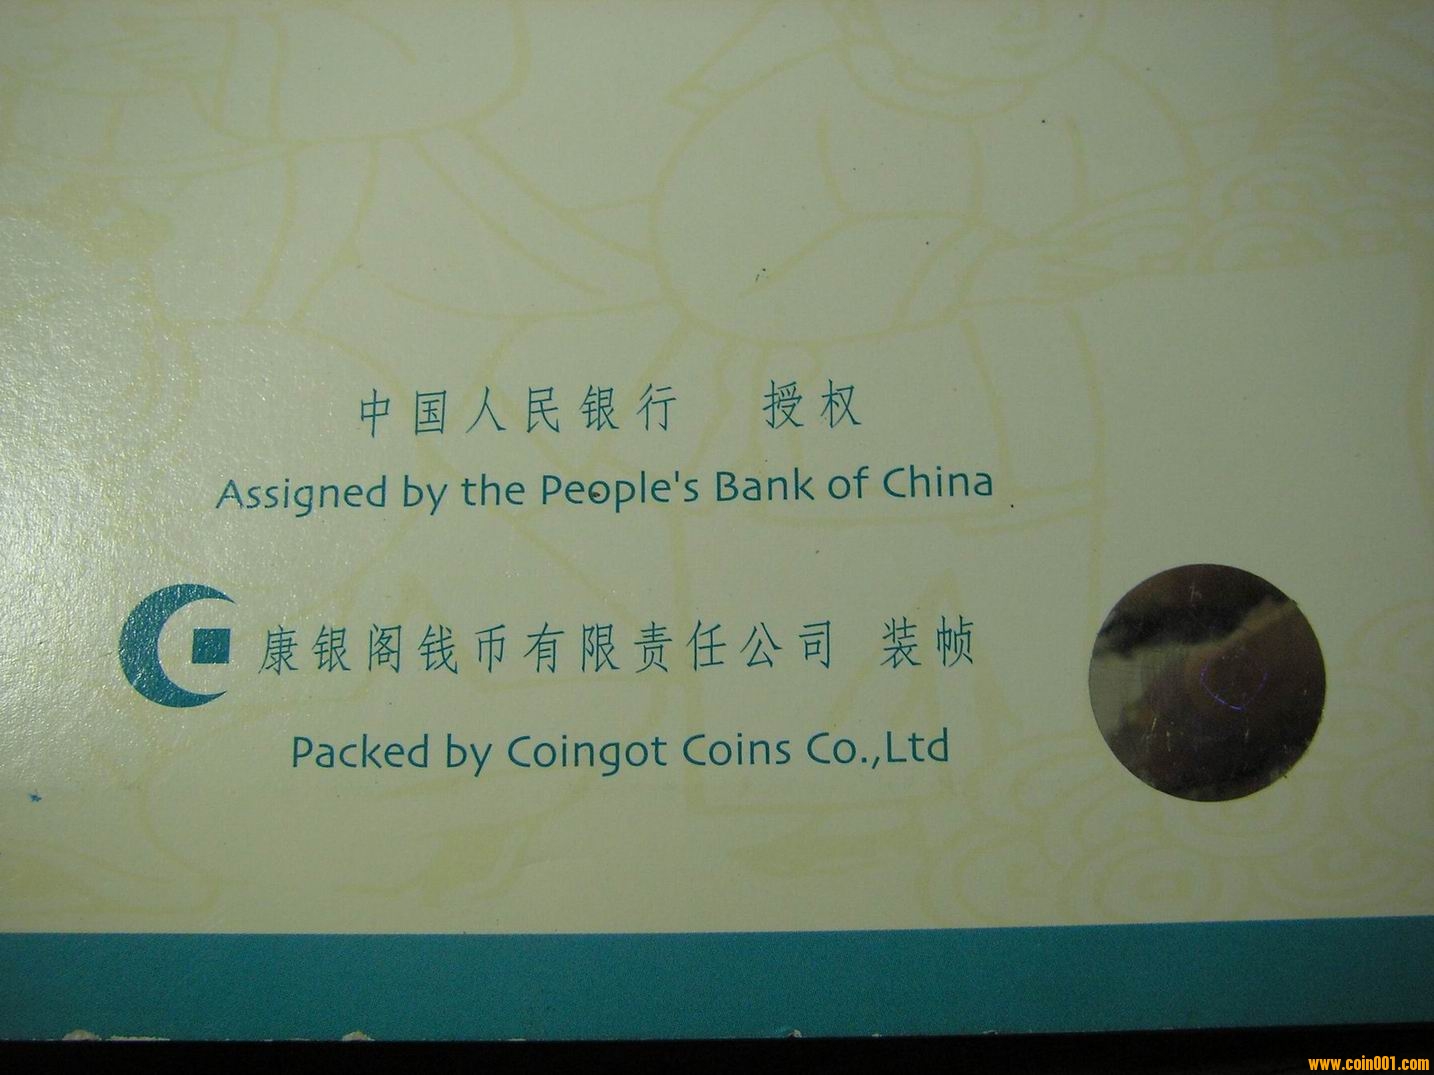 中国人民银行 授权
Assigned by the People's Bank of China
康银阁钱币有限责任公司 装帧
Packed by Coingot Coins Co.,Ltd
www.coin001.com